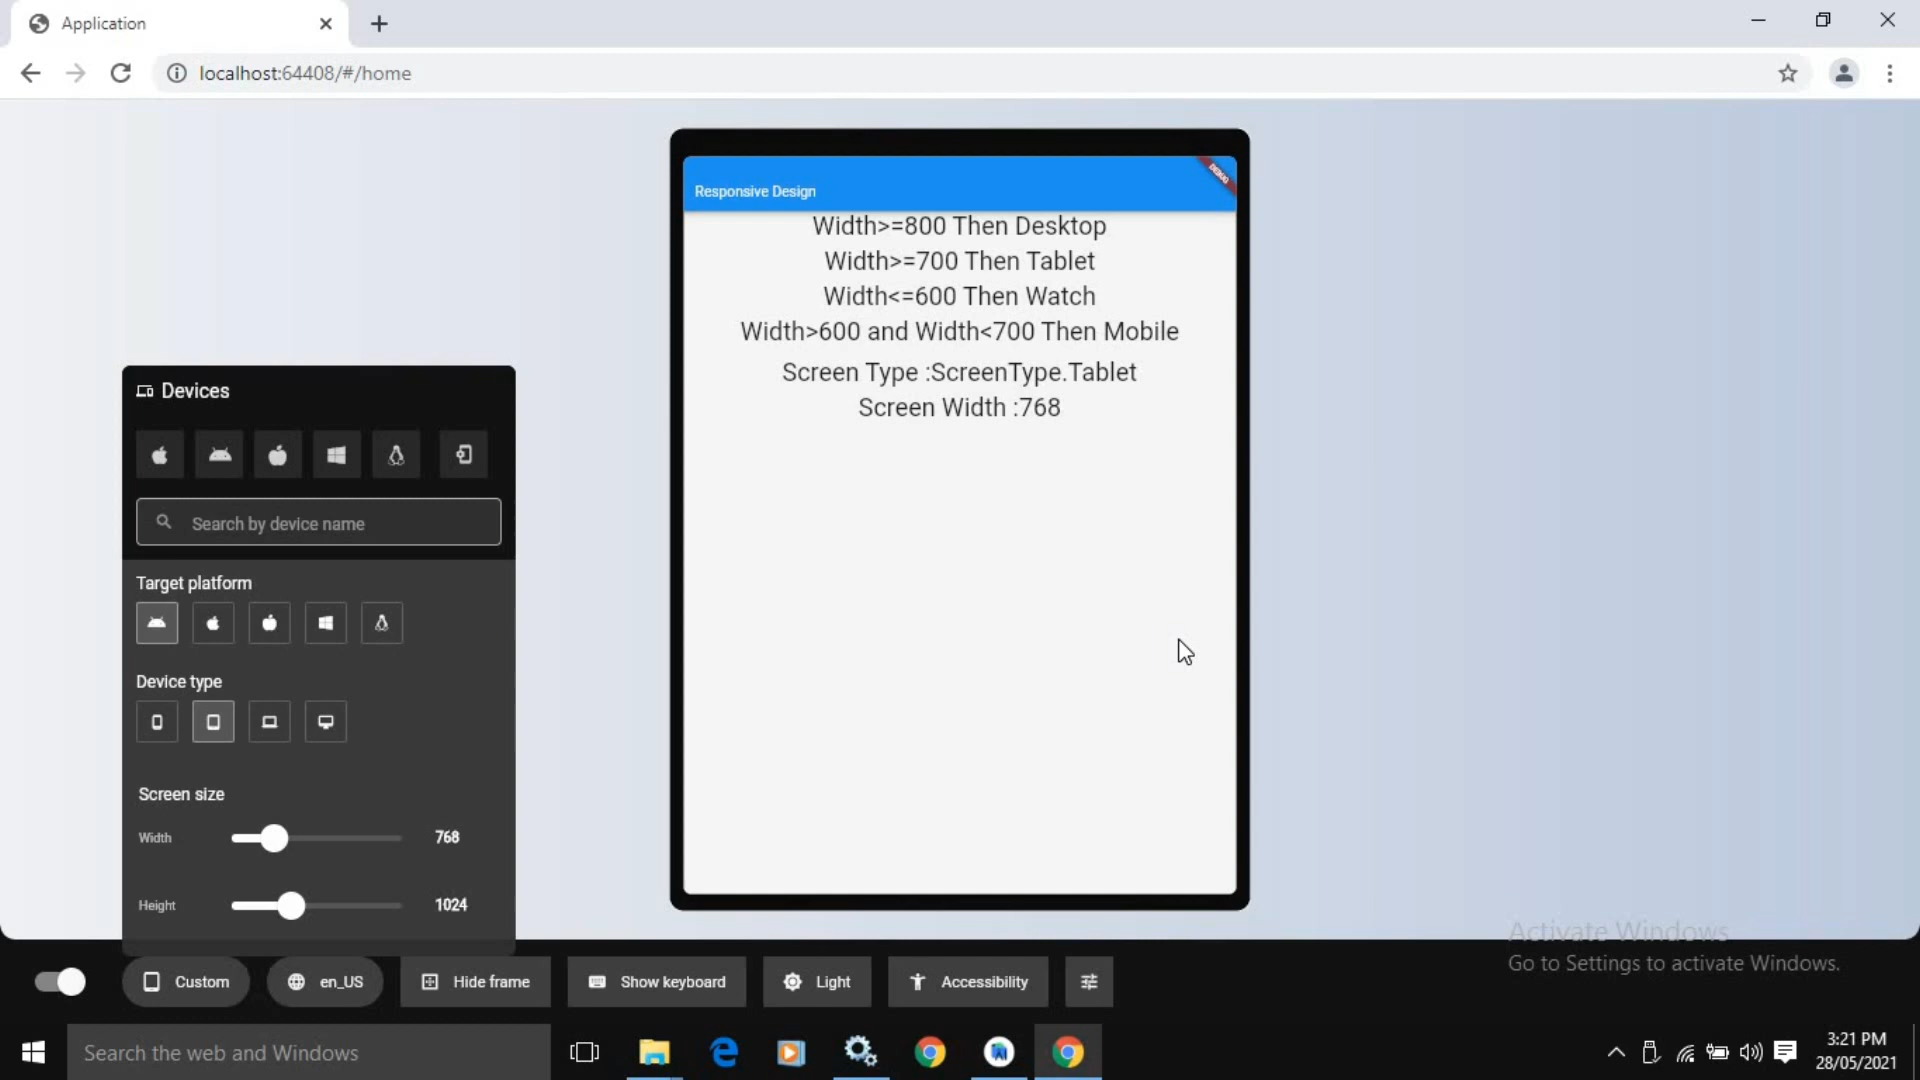 Application
localhost:64408/#/home
Responsive Design
DEBUG
Width>=800 Then Desktop
Width>=700 Then Tablet
Width<=600 Then Watch
Width>600 and Width<700 Then Mobile
Screen Type :ScreenType.Tablet
Screen Width :768
Devices
Search by device name
Target platform
Device type
Screen size
Width 768
Height 1024
Activate Windows
Go to Settings to activate Windows.
Custom en_US Hide frame Show keyboard Light Accessibility
Search the web and Windows
3:21 PM
28/05/2021